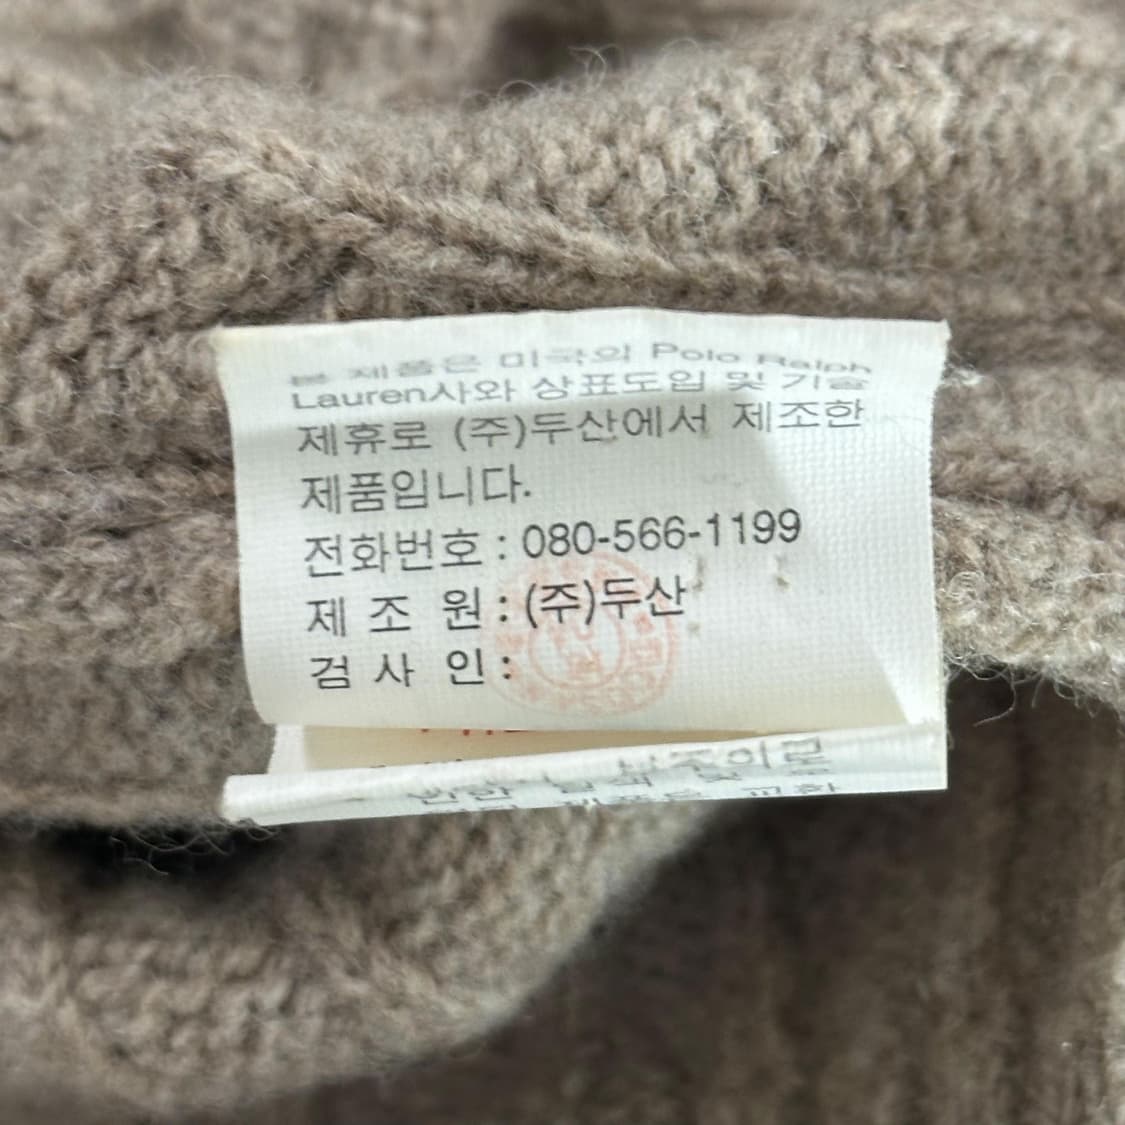 본 제품은 미국의 Polo Ralph
Lauren사와 상표도입 및 기술
제휴로 (주)두산에서 제조한
제품입니다.
전화번호 : 080-566-1199
제 조 원 : (주)두산
검 사 인 :
교환